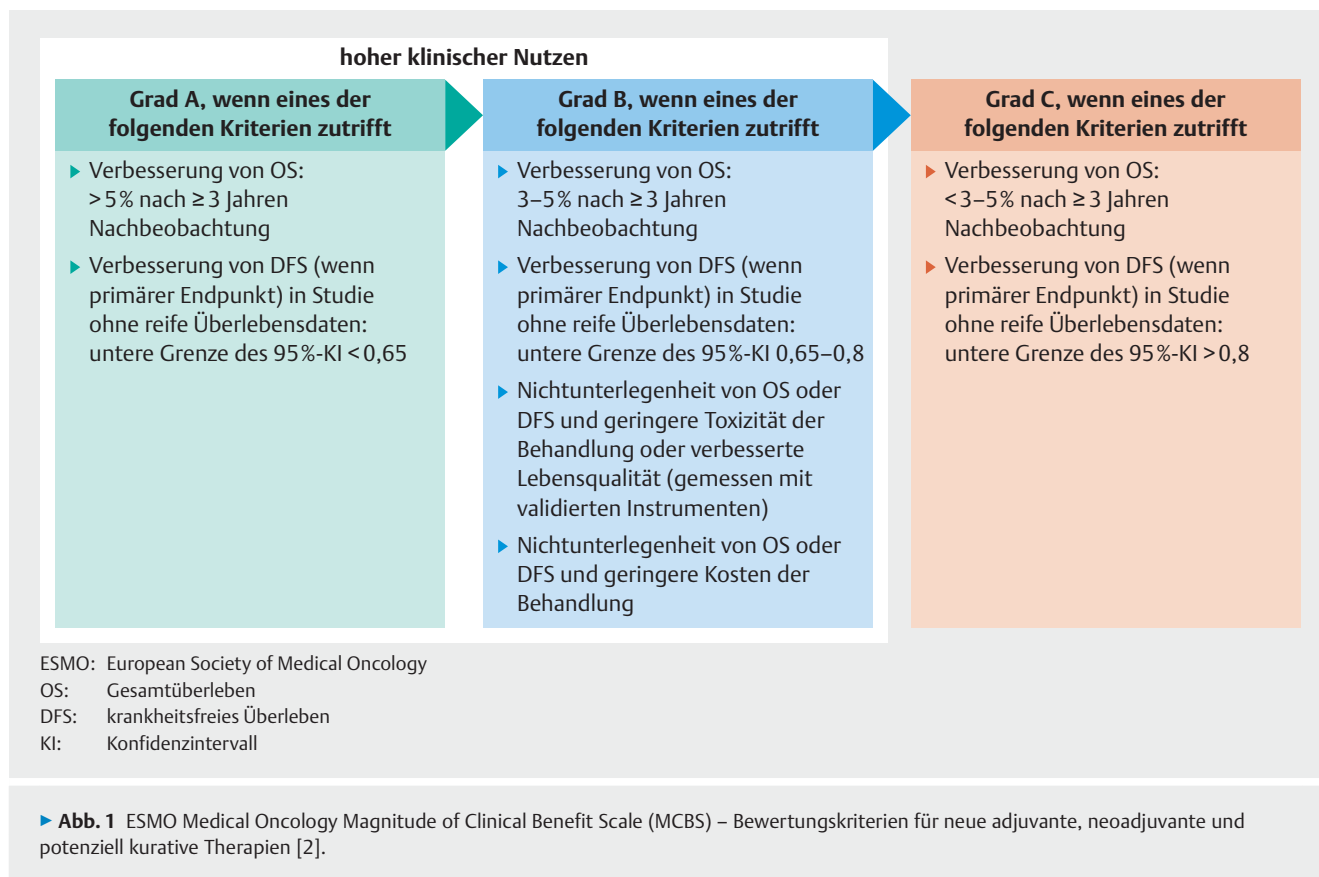 hoher klinischer Nutzen
Grad A, wenn eines der
folgenden Kriterien zutrifft
▶ Verbesserung von OS:
>5% nach ≥3 Jahren
Nachbeobachtung
▶ Verbesserung von DFS (wenn
primärer Endpunkt) in Studie
ohne reife Überlebensdaten:
untere Grenze des 95%-KI <0,65
Grad B, wenn eines der
folgenden Kriterien zutrifft
▶ Verbesserung von OS:
3–5% nach ≥3 Jahren
Nachbeobachtung
▶ Verbesserung von DFS (wenn
primärer Endpunkt) in Studie
ohne reife Überlebensdaten:
untere Grenze des 95%-KI 0,65–0,8
▶ Nichtunterlegenheit von OS oder
DFS und geringere Toxizität der
Behandlung oder verbesserte
Lebensqualität (gemessen mit
validierten Instrumenten)
▶ Nichtunterlegenheit von OS oder
DFS und geringere Kosten der
Behandlung
Grad C, wenn eines der
folgenden Kriterien zutrifft
▶ Verbesserung von OS:
<3–5% nach ≥3 Jahren
Nachbeobachtung
▶ Verbesserung von DFS (wenn
primärer Endpunkt) in Studie
ohne reife Überlebensdaten:
untere Grenze des 95%-KI >0,8
ESMO: European Society of Medical Oncology
OS: Gesamtüberleben
DFS: krankheitsfreies Überleben
KI: Konfidenzintervall
▶ Abb. 1 ESMO Medical Oncology Magnitude of Clinical Benefit Scale (MCBS) – Bewertungskriterien für neue adjuvante, neoadjuvante und
potenziell kurative Therapien [2].